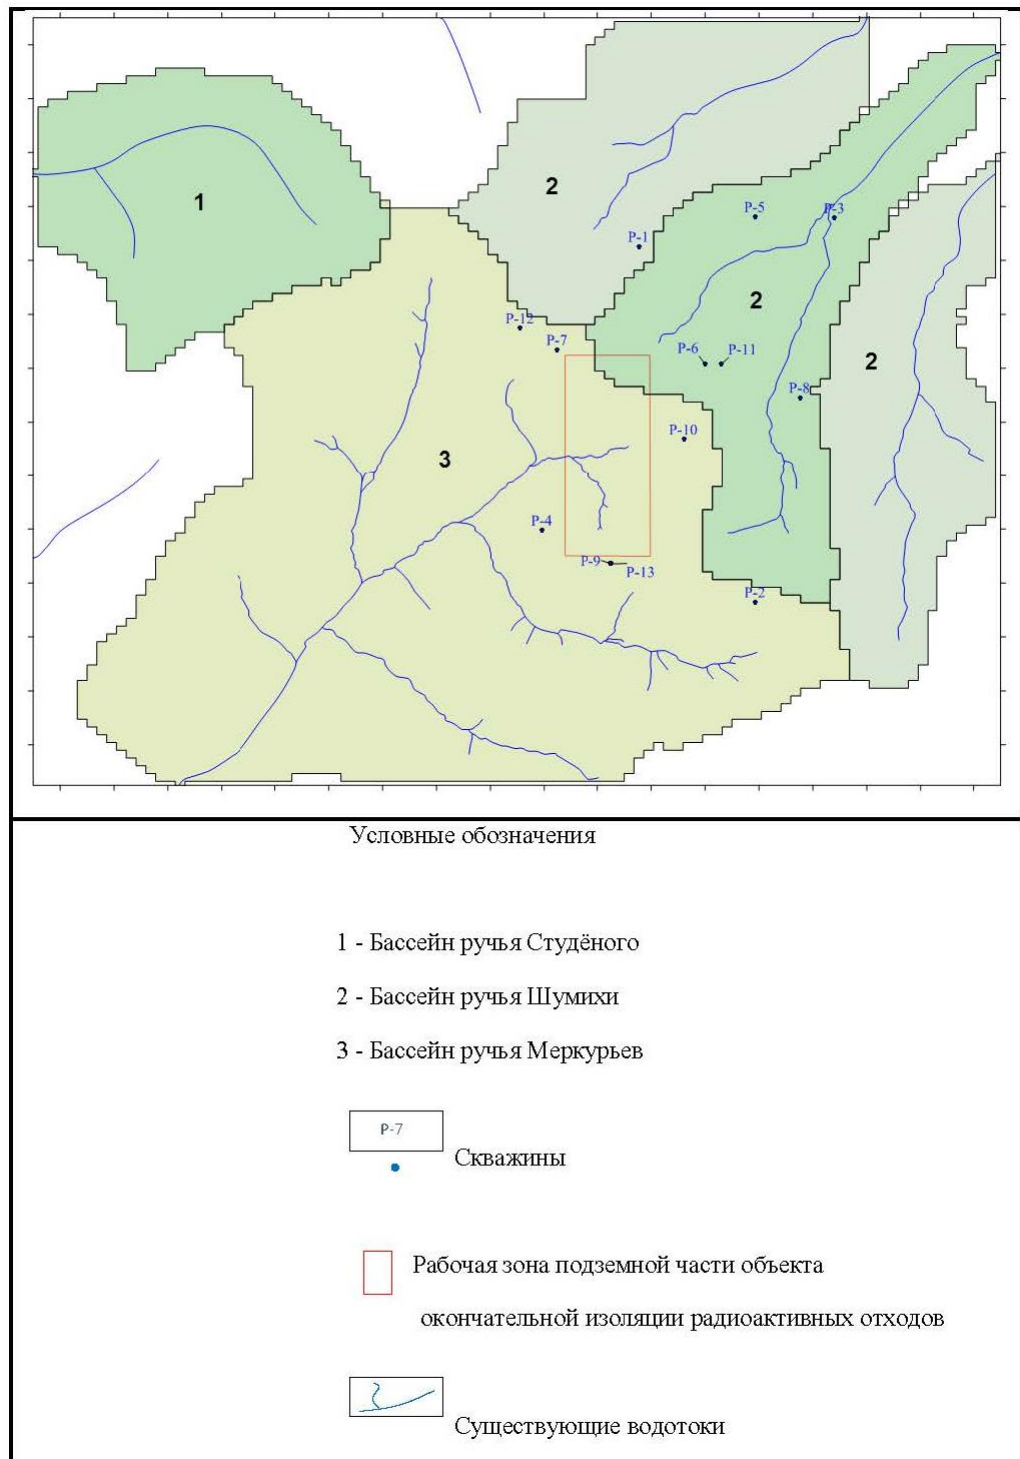 2
1
P-5
P-3
P-1
2
P-12
P-7
P-6
P-11
2
P-8
P-10
3
P-4
P-9
P-13
P-2
Условные обозначения
1 - Бассейн ручья Студёного
2 - Бассейн ручья Шумихи
3 - Бассейн ручья Меркурьев
P-7
Скважины
Рабочая зона подземной части объекта
окончательной изоляции радиоактивных отходов
Существующие водотоки